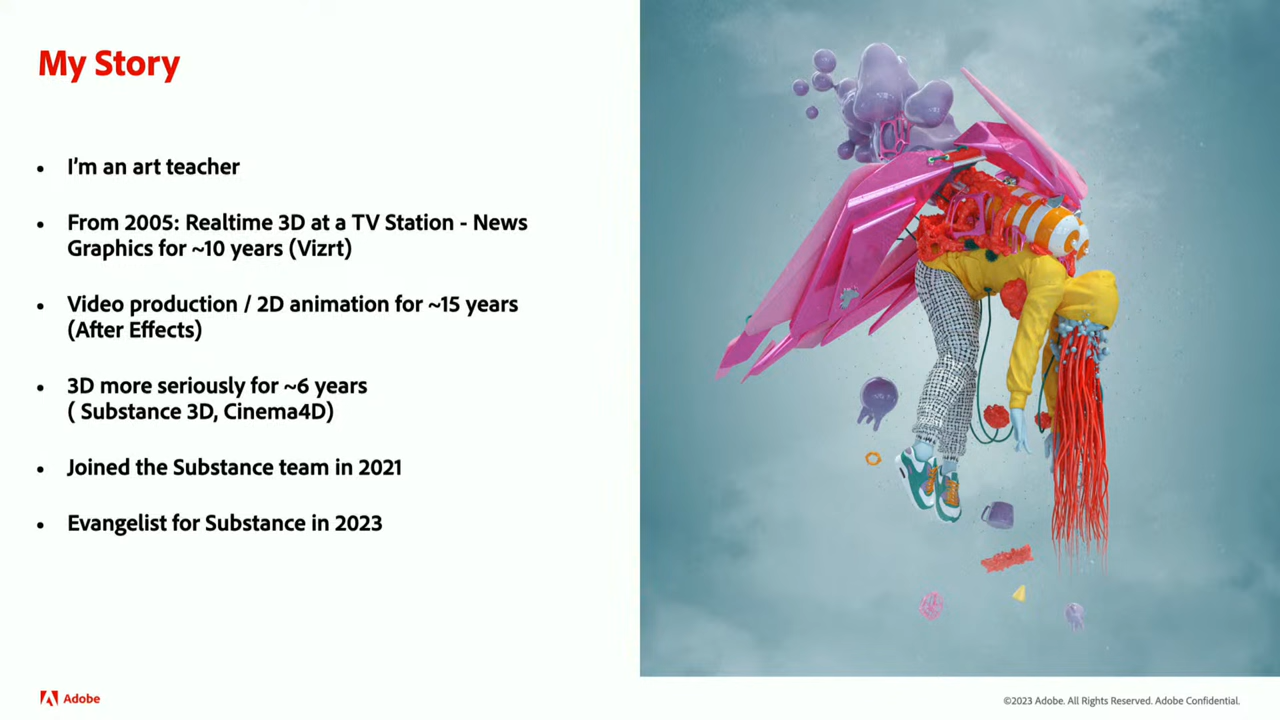 My Story
• I'm an art teacher
• From 2005: Realtime 3D at a TV Station - News
Graphics for ~10 years (Vizrt)
• Video production / 2D animation for ~15 years
(After Effects)
• 3D more seriously for ~6 years
( Substance 3D, Cinema4D)
• Joined the Substance team in 2021
• Evangelist for Substance in 2023
Adobe
©2023 Adobe. All Rights Reserved. Adobe Confidential.